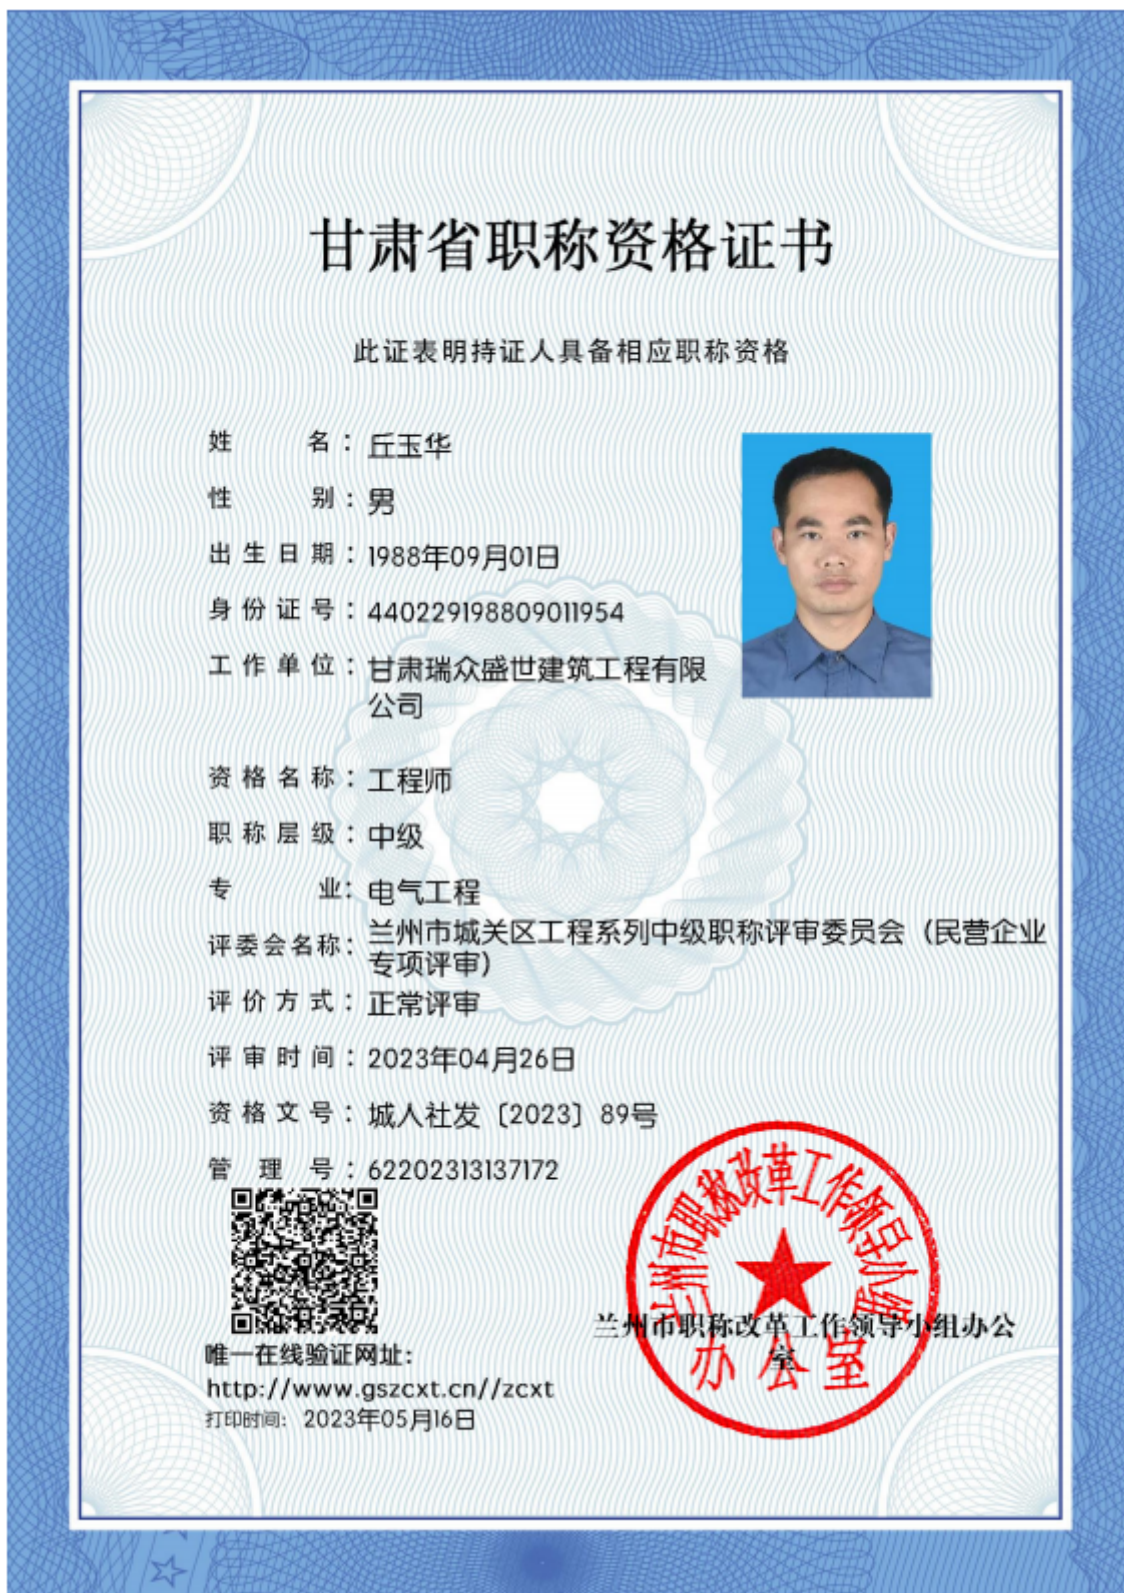 甘肃省职称资格证书
此证表明持证人具备相应职称资格
姓 名：丘玉华
性 别：男
出生日期：1988年09月01日
身份证号：440229198809011954
工作单位：甘肃瑞众盛世建筑工程有限
公司
资格名称：工程师
职称层级：中级
专 业：电气工程
评委会名称：兰州市城关区工程系列中级职称评审委员会（民营企业
专项评审）
评价方式：正常评审
评审时间：2023年04月26日
资格文号：城人社发〔2023〕89号
管 理 号：62202313137172
兰州市职称改革工作领导小组
办公室
兰州市职称改革工作领导小组办公
室
唯一在线验证网址：
http://www.gszcxt.cn//zcxt
打印时间：2023年05月16日